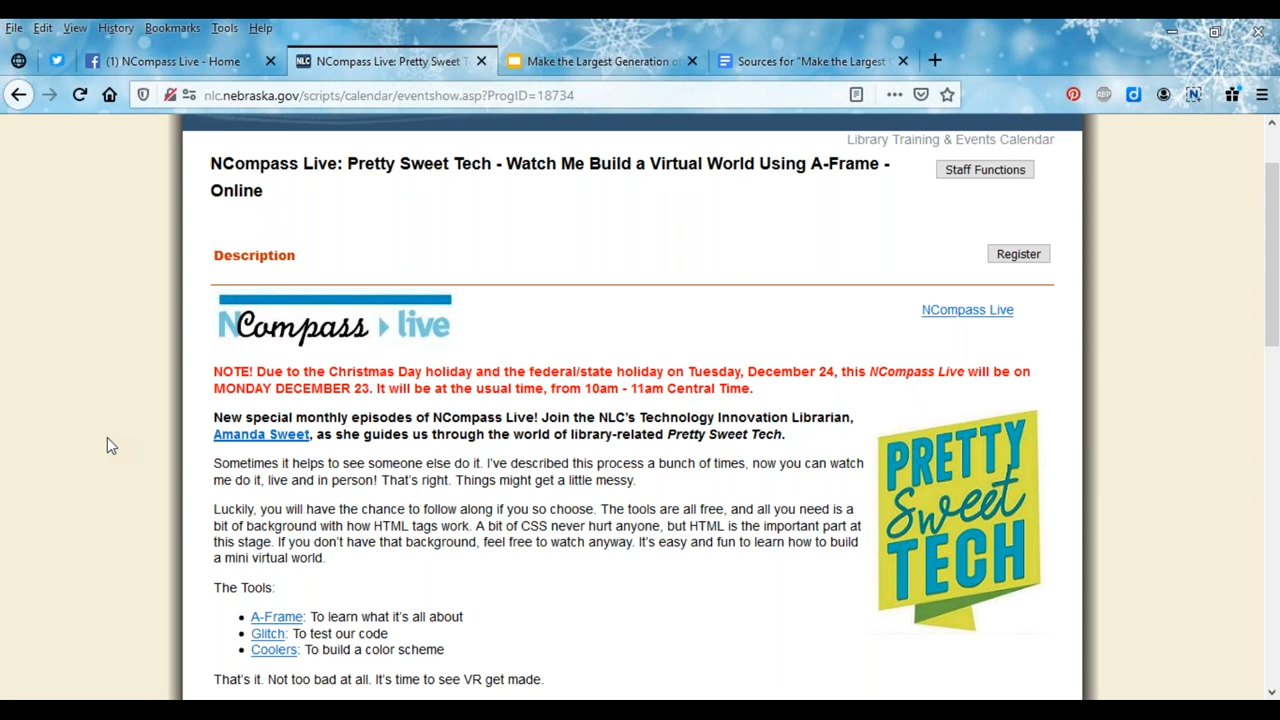 File Edit View History Bookmarks Tools Help
(1) NCompass Live - Home
NLC NCompass Live: Pretty Sweet T
Make the Largest Generation o
Sources for "Make the Largest
nlc.nebraska.gov/scripts/calendar/eventshow.asp?ProgID=18734
Library Training & Events Calendar
NCompass Live: Pretty Sweet Tech - Watch Me Build a Virtual World Using A-Frame -
Online
Staff Functions
Description
Register
NCompass live
NCompass Live
NOTE! Due to the Christmas Day holiday and the federal/state holiday on Tuesday, December 24, this NCompass Live will be on
MONDAY DECEMBER 23. It will be at the usual time, from 10am - 11am Central Time.
New special monthly episodes of NCompass Live! Join the NLC's Technology Innovation Librarian,
Amanda Sweet, as she guides us through the world of library-related Pretty Sweet Tech.
Sometimes it helps to see someone else do it. I've described this process a bunch of times, now you can watch
me do it, live and in person! That's right. Things might get a little messy.
Luckily, you will have the chance to follow along if you so choose. The tools are all free, and all you need is a
bit of background with how HTML tags work. A bit of CSS never hurt anyone, but HTML is the important part at
this stage. If you don't have that background, feel free to watch anyway. It's easy and fun to learn how to build
a mini virtual world.
PRETTY
Sweet
TECH
The Tools:
• A-Frame: To learn what it's all about
• Glitch: To test our code
• Coolers: To build a color scheme
That's it. Not too bad at all. It's time to see VR get made.